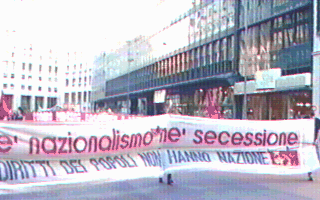 e' nazionalismo ne' secessione
DIRITTI DEI POPOLI NON HANNO NAZIONE